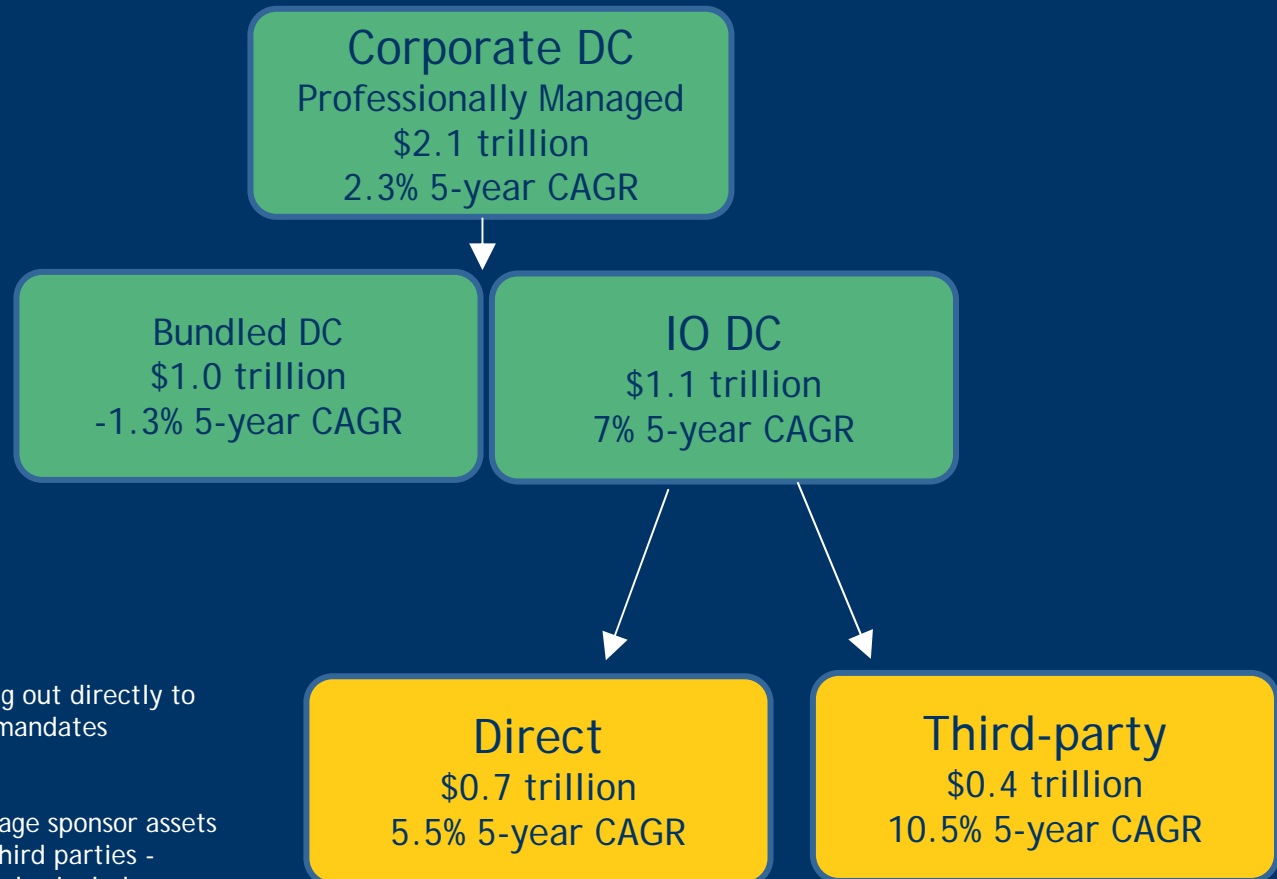 Corporate DC
Professionally Managed
$2.1 trillion
2.3% 5-year CAGR
Bundled DC
$1.0 trillion
-1.3% 5-year CAGR
IO DC
$1.1 trillion
7% 5-year CAGR
out directly to
mandates
sponsor assets
third parties -
Direct
$0.7 trillion
5.5% 5-year CAGR
Third-party
$0.4 trillion
10.5% 5-year CAGR